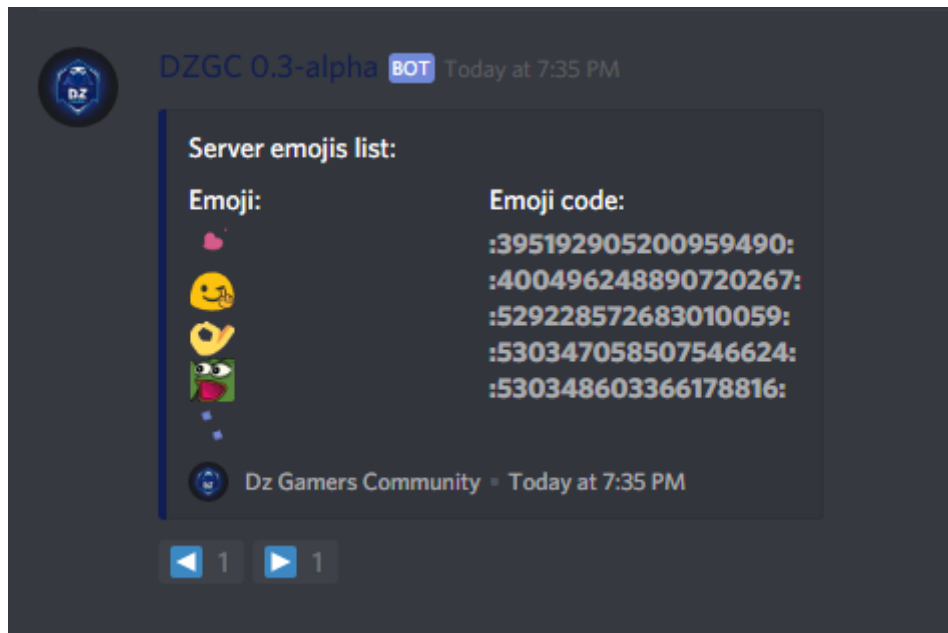 DZGC 0.3-alpha BOT Today at 7:35 PM
DZ
Server emojis list:
Emoji: Emoji code:
:395192905200959490:
:400496248890720267:
:529228572683010059:
:530347058507546624:
:530348603366178816:
Dz Gamers Community • Today at 7:35 PM
1 1